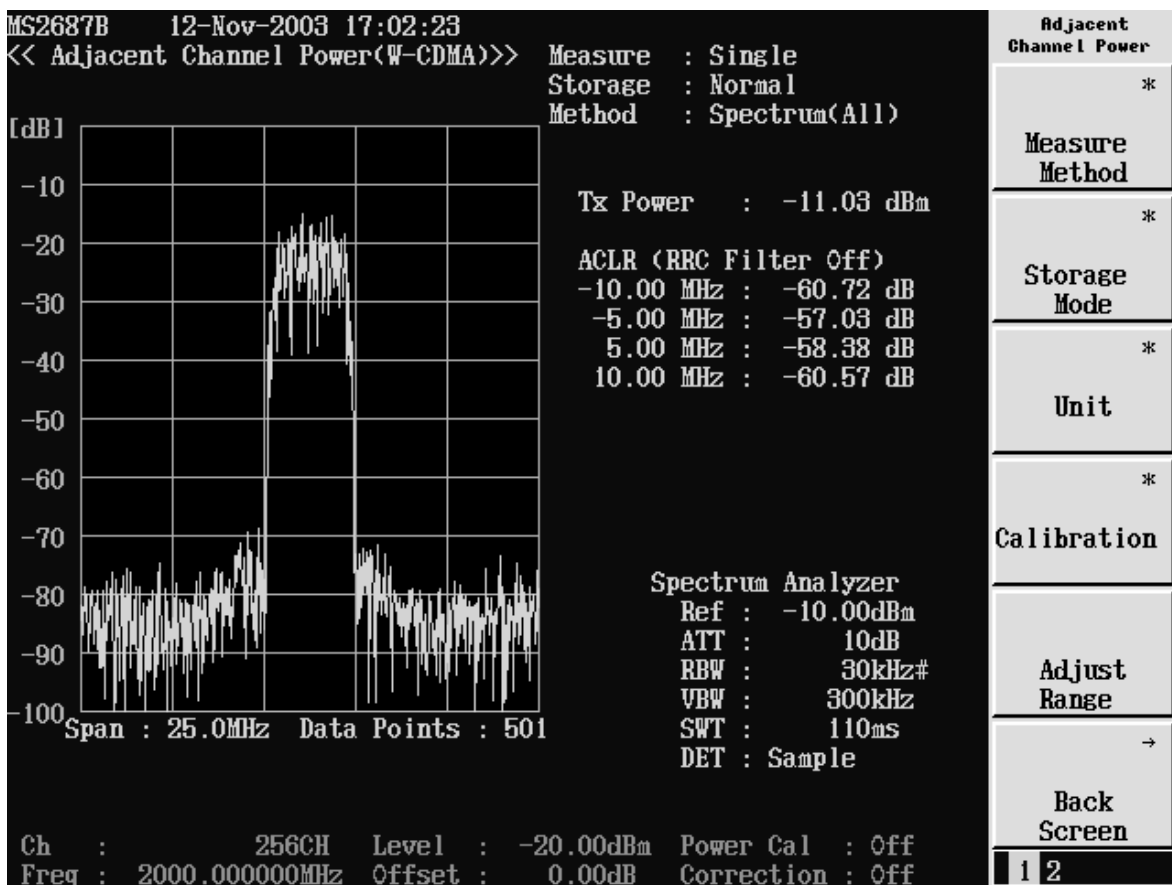 MS2687B 12-Nov-2003 17:02:23
<< Adjacent Channel Power(W-CDMA)>>
Measure : Single
Storage : Normal
Method : Spectrum(All)
[dB]
-10
-20
-30
-40
-50
-60
-70
-80
-90
-100
Span : 25.0MHz Data Points : 501
Tx Power : -11.03 dBm
ACLR (RRC Filter Off)
-10.00 MHz : -60.72 dB
-5.00 MHz : -57.03 dB
5.00 MHz : -58.38 dB
10.00 MHz : -60.57 dB
Spectrum Analyzer
Ref : -10.00dBm
ATT : 10dB
RBW : 30kHz#
VBW : 300kHz
SWT : 110ms
DET : Sample
Ch : 256CH Level : -20.00dBm Power Cal : Off
Freq : 2000.000000MHz Offset : 0.00dB Correction : Off
Adjacent
Channel Power
*
Measure
Method
*
Storage
Mode
*
Unit
*
Calibration
Adjust
Range
→
Back
Screen
1 2